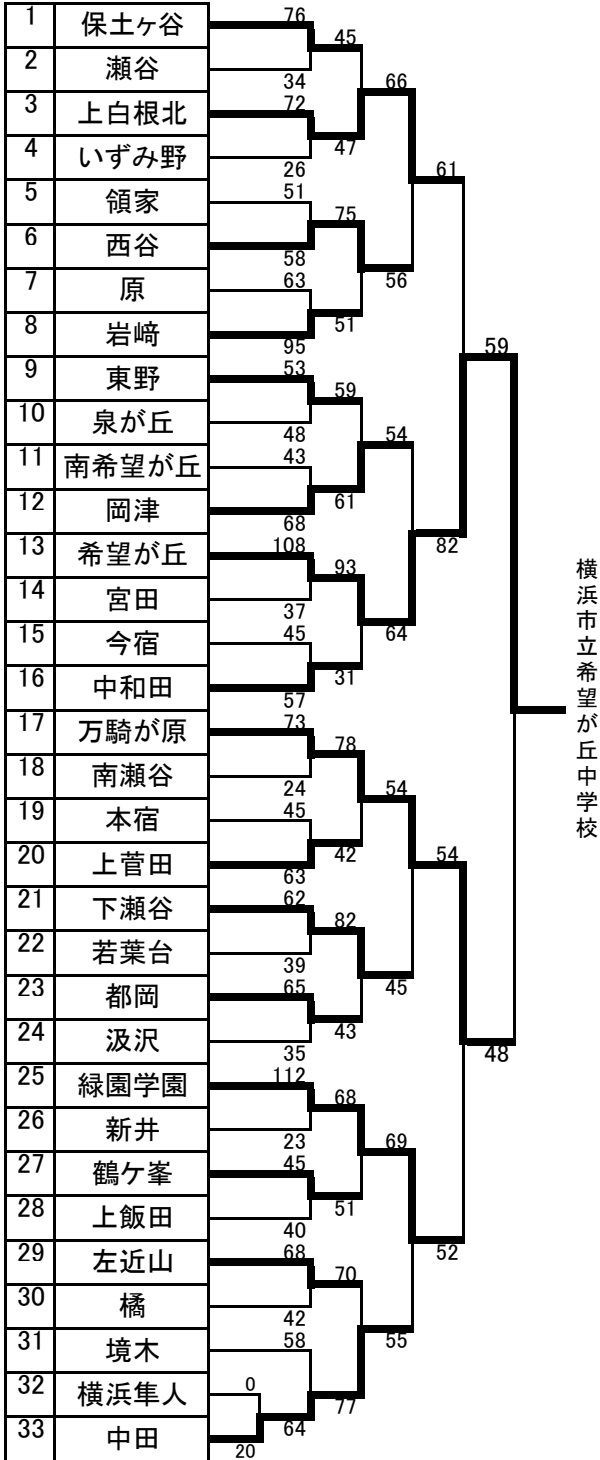 1 保土ヶ谷
2 瀬谷
3 上白根北
4 いずみ野
5 領家
6 西谷
7 原
8 岩﨑
9 東野
10 泉が丘
11 南希望が丘
12 岡津
13 希望が丘
14 宮田
15 今宿
16 中和田
17 万騎が原
18 南瀬谷
19 本宿
20 上菅田
21 下瀬谷
22 若葉台
23 都岡
24 汲沢
25 緑園学園
26 新井
27 鶴ケ峯
28 上飯田
29 左近山
30 橘
31 境木
32 横浜隼人
33 中田
0
20
76
34
72
26
51
58
63
95
53
48
43
68
108
37
45
57
73
24
45
63
62
39
65
35
112
23
45
40
68
42
58
64
45
47
75
51
59
61
93
31
78
42
82
43
68
51
70
77
66
56
54
64
54
45
69
55
61
82
54
52
59
48
横浜市立希望が丘中学校